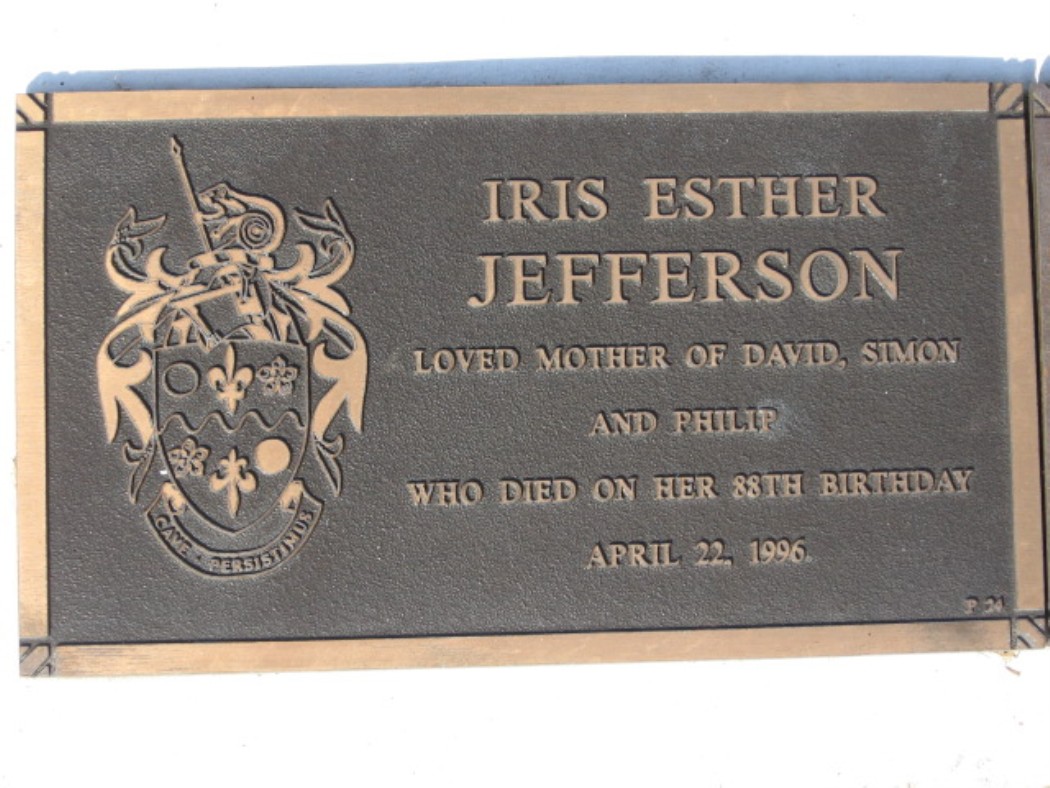 IRIS ESTHER
JEFFERSON
LOVED MOTHER OF DAVID, SIMON
AND PHILIP
WHO DIED ON HER 88TH BIRTHDAY
APRIL 22, 1996.
CAVE · PERSISTIMUS
P 24